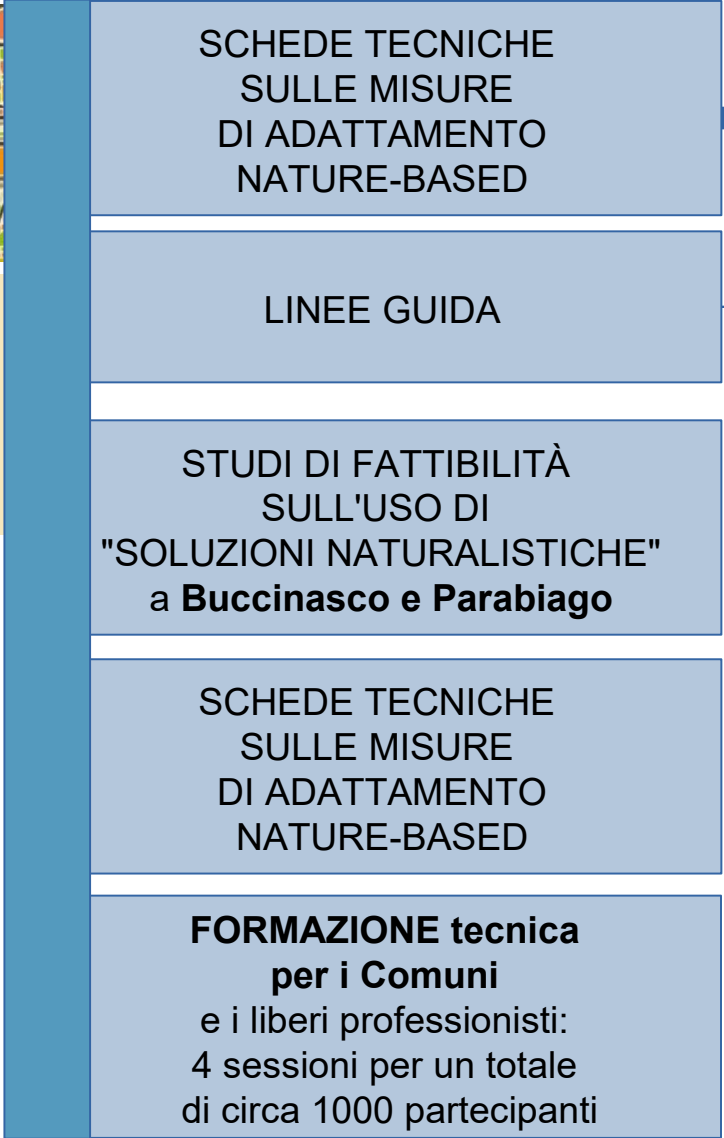 SCHEDE TECNICHE
SULLE MISURE
DI ADATTAMENTO
NATURE-BASED
LINEE GUIDA
STUDI DI FATTIBILITÀ
SULL'USO DI
"SOLUZIONI NATURALISTICHE"
a Buccinasco e Parabiago
SCHEDE TECNICHE
SULLE MISURE
DI ADATTAMENTO
NATURE-BASED
FORMAZIONE tecnica
per i Comuni
e i liberi professionisti:
4 sessioni per un totale
di circa 1000 partecipanti